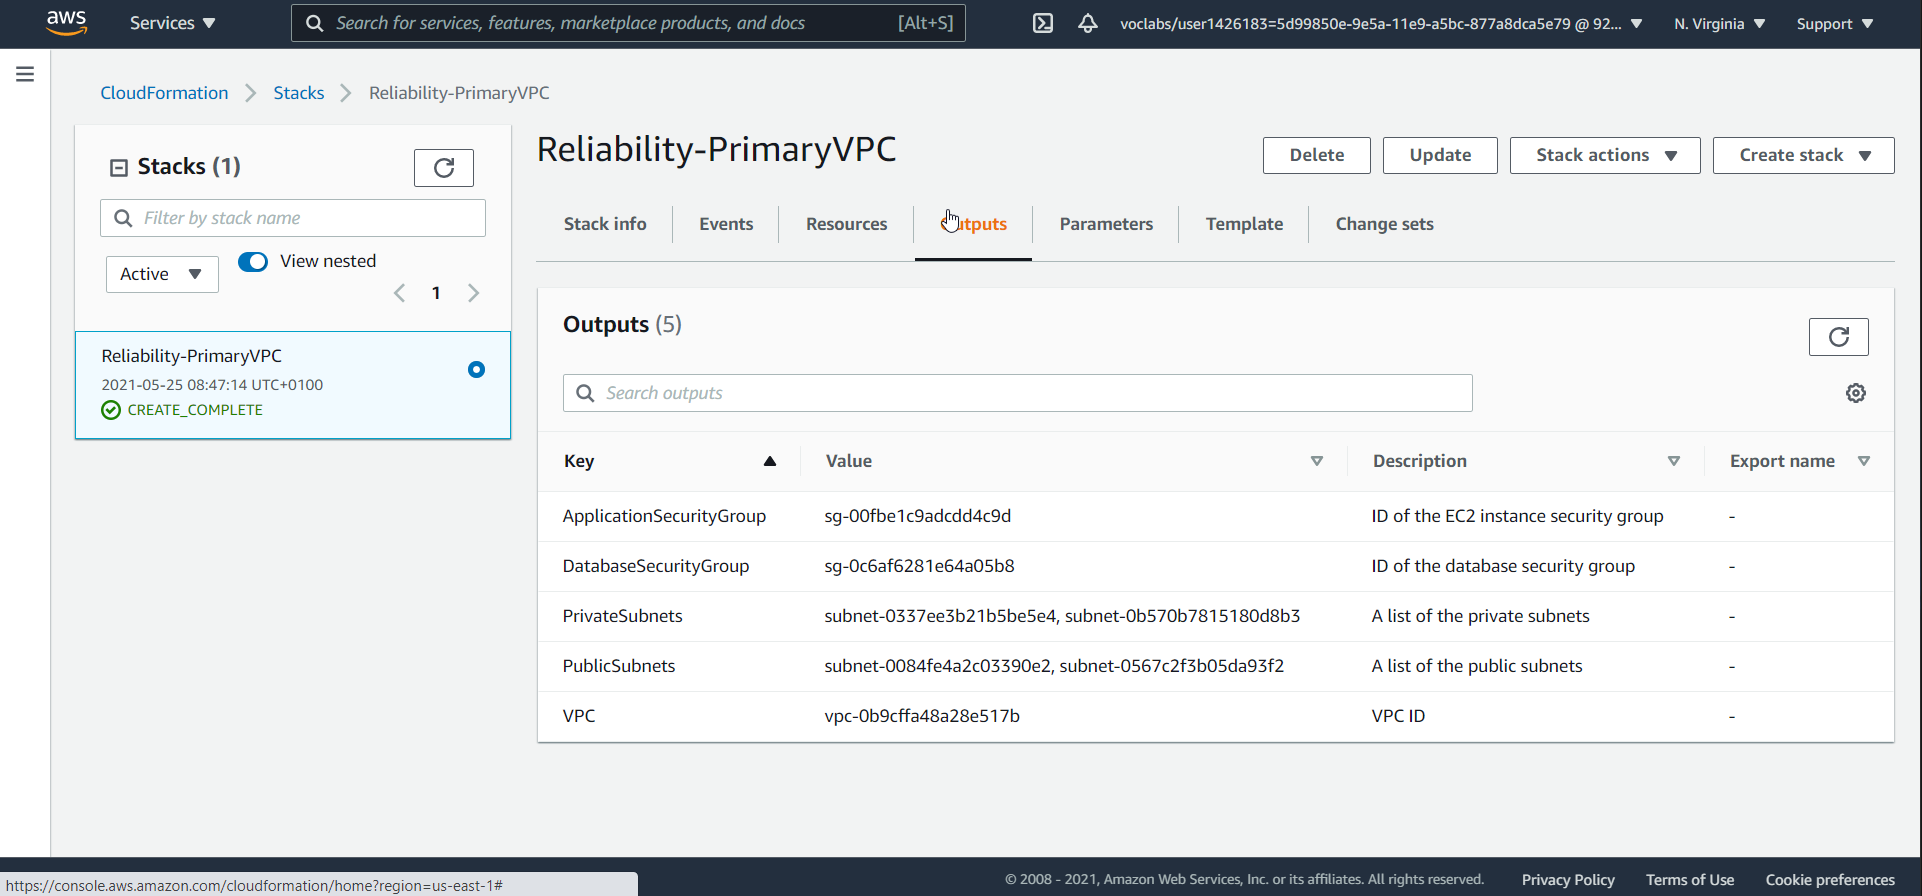 aws
Services
Search for services, features, marketplace products, and docs [Alt+S]
voclabs/user1426183=5d99850e-9e5a-11e9-a5bc-877a8dca5e79 @ 92...
N. Virginia
Support
CloudFormation > Stacks > Reliability-PrimaryVPC
Stacks (1)
Filter by stack name
Active
View nested
1
Reliability-PrimaryVPC
2021-05-25 08:47:14 UTC+0100
CREATE_COMPLETE
Reliability-PrimaryVPC
Delete
Update
Stack actions
Create stack
Stack info
Events
Resources
Outputs
Parameters
Template
Change sets
Outputs (5)
Search outputs
Key Value Description Export name
ApplicationSecurityGroup sg-00fbe1c9adcdd4c9d ID of the EC2 instance security group -
DatabaseSecurityGroup sg-0c6af6281e64a05b8 ID of the database security group -
PrivateSubnets subnet-0337ee3b21b5be5e4, subnet-0b570b7815180d8b3 A list of the private subnets -
PublicSubnets subnet-0084fe4a2c03390e2, subnet-0567c2f3b05da93f2 A list of the public subnets -
VPC vpc-0b9cffa48a28e517b VPC ID -
https://console.aws.amazon.com/cloudformation/home?region=us-east-1#
© 2008 - 2021, Amazon Web Services, Inc. or its affiliates. All rights reserved.
Privacy Policy
Terms of Use
Cookie preferences